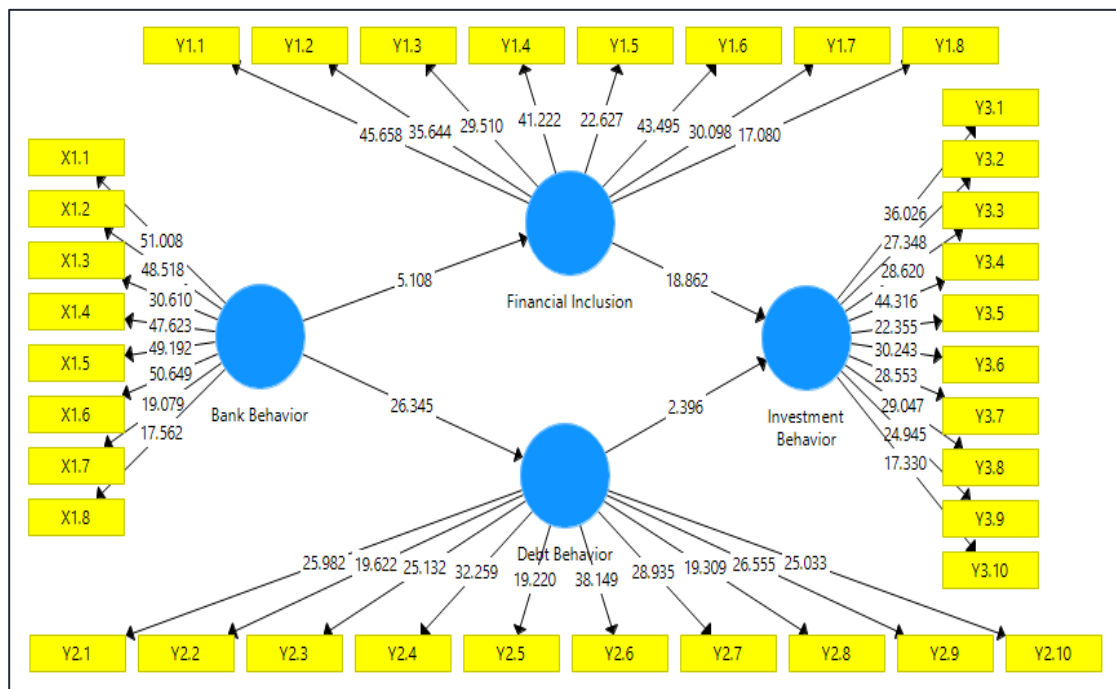 Y1.1 Y1.2 Y1.3 Y1.4 Y1.5 Y1.6 Y1.7 Y1.8
45.658 35.644 29.510 41.222 22.627 43.495 30.098 17.080
X1.1
X1.2
X1.3
X1.4
X1.5
X1.6
X1.7
X1.8
51.008
48.518
30.610
47.623
49.192
50.649
19.079
17.562
Bank Behavior
5.108
26.345
Financial Inclusion
18.862
2.396
Investment
Behavior
36.026
27.348
28.620
44.316
22.355
30.243
28.553
29.047
24.945
17.330
Y3.1
Y3.2
Y3.3
Y3.4
Y3.5
Y3.6
Y3.7
Y3.8
Y3.9
Y3.10
Debt Behavior
25.982 19.622 25.132 32.259 19.220 38.149 28.935 19.309 26.555 25.033
Y2.1 Y2.2 Y2.3 Y2.4 Y2.5 Y2.6 Y2.7 Y2.8 Y2.9 Y2.10